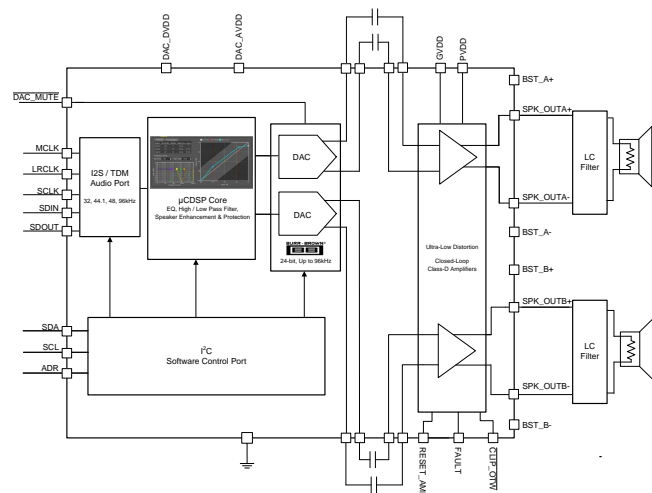 DAC_DVDD
DAC_AVDD
GVDD
PVDD
BST_A+
DAC_MUTE
SPK_OUTA+
MCLK
LRCLK
SCLK
SDIN
SDOUT
I2S / TDM
Audio Port
32, 44.1, 48, 96kHz
µCDSP Core
EQ, High / Low Pass Filter,
Speaker Enhancement & Protection
DAC
DAC
BURR-BROWN
24-bit, Up to 96kHz
LC
Filter
SPK_OUTA-
BST_A-
Ultra-Low Distortion
Closed-Loop
Class-D Amplifiers
BST_B+
SPK_OUTB+
SDA
SCL
ADR
I2C
Software Control Port
LC
Filter
SPK_OUTB-
BST_B-
FAULT